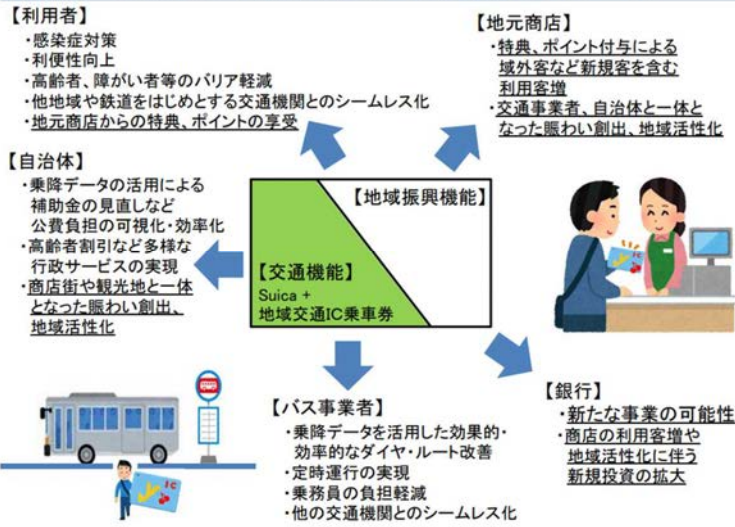 【利用者】
・感染症対策
・利便性向上
・高齢者、障がい者等のバリア軽減
・他地域や鉄道をはじめとする交通機関とのシームレス化
・地元商店からの特典、ポイントの享受
【地元商店】
・特典、ポイント付与による
域外客など新規客を含む
利用客増
・交通事業者、自治体と一体と
なった賑わい創出、地域活性化
【自治体】
・乗降データの活用による
補助金の見直しなど
公費負担の可視化・効率化
・高齢者割引など多様な
行政サービスの実現
・商店街や観光地と一体
となった賑わい創出、
地域活性化
【地域振興機能】
【交通機能】
Suica +
地域交通IC乗車券
【バス事業者】
・乗降データを活用した効果的・
効率的なダイヤ・ルート改善
・定時運行の実現
・乗務員の負担軽減
・他の交通機関とのシームレス化
【銀行】
・新たな事業の可能性
・商店の利用客増や
地域活性化に伴う
新規投資の拡大
IC